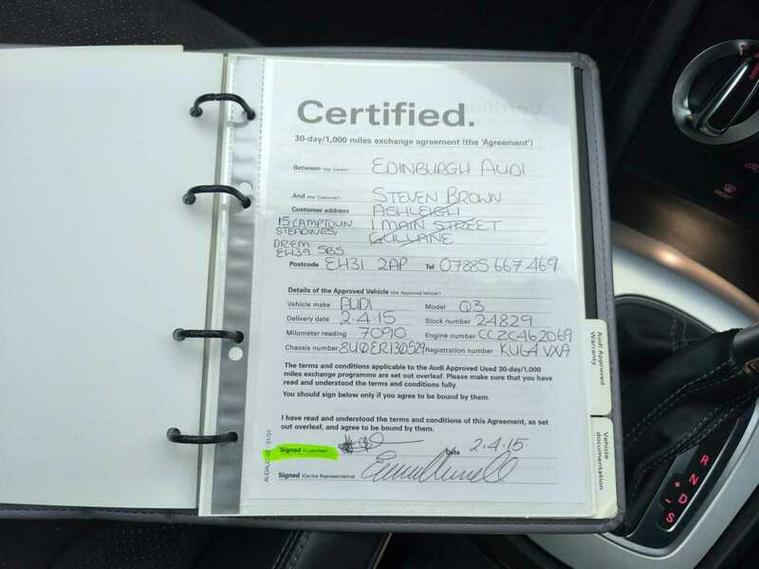 Certified.
30-day/1,000 miles exchange agreement (the 'Agreement')
Between (the 'Centre') EDINBURGH AUDI
And (the 'Customer') STEVEN BROWN
Customer address ASHLEIGH
15 CAMPTOUN 1 MAIN STREET
STEADINGS, GULLANE
DREM
EH39 5BS
Postcode EH31 2AP Tel 07885 667 469
Details of the Approved Vehicle (the 'Approved Vehicle')
Vehicle make AUDI Model Q3
Delivery date 2-4-15 Stock number 24829
Milometer reading 7090 Engine number CCZC462069
Chassis number 8U0ER130529 Registration number KU64 VXA
The terms and conditions applicable to the Audi Approved Used 30-day/1,000
miles exchange programme are set out overleaf. Please make sure that you have
read and understood the terms and conditions fully.
You should sign below only if you agree to be bound by them.
I have read and understood the terms and conditions of this Agreement, as set
out overleaf, and agree to be bound by them.
Signed (Customer) Date 2-4-15
Signed (Centre Representative)
Audi Approved
Warranty
Vehicle
documentation
R
N
D
S
+
-